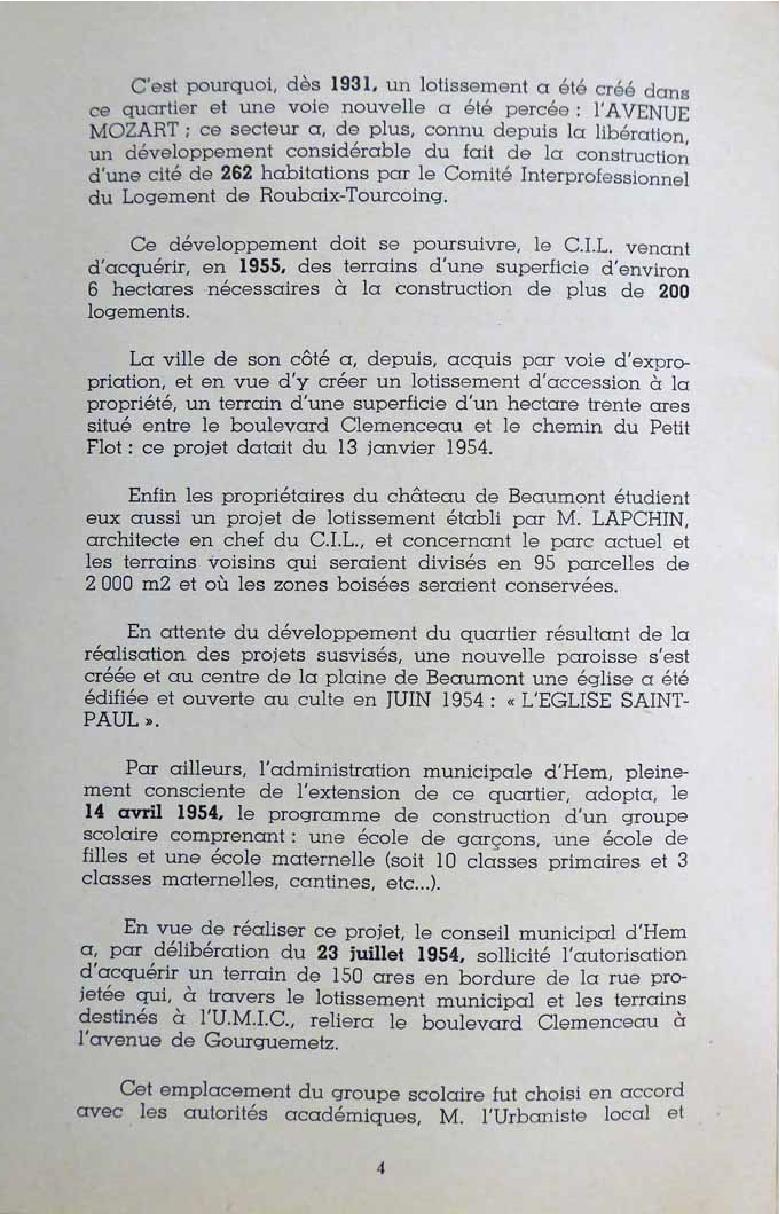 C'est pourquoi, dès 1931, un lotissement a été créé dans
ce quartier et une voie nouvelle a été percée : l'AVENUE
MOZART ; ce secteur a, de plus, connu depuis la libération,
un développement considérable du fait de la construction
d'une cité de 262 habitations par le Comité Interprofessionnel
du Logement de Roubaix-Tourcoing.
Ce développement doit se poursuivre, le C.I.L. venant
d'acquérir, en 1955, des terrains d'une superficie d'environ
6 hectares nécessaires à la construction de plus de 200
logements.
La ville de son côté a, depuis, acquis par voie d'expro-
priation, et en vue d'y créer un lotissement d'accession à la
propriété, un terrain d'une superficie d'un hectare trente ares
situé entre le boulevard Clemenceau et le chemin du Petit
Flot : ce projet datait du 13 janvier 1954.
Enfin les propriétaires du château de Beaumont étudient
eux aussi un projet de lotissement établi par M. LAPCHIN,
architecte en chef du C.I.L., et concernant le parc actuel et
les terrains voisins qui seraient divisés en 95 parcelles de
2 000 m2 et où les zones boisées seraient conservées.
En attente du développement du quartier résultant de la
réalisation des projets susvisés, une nouvelle paroisse s'est
créée et au centre de la plaine de Beaumont une église a été
édifiée et ouverte au culte en JUIN 1954 : « L'EGLISE SAINT-
PAUL ».
Par ailleurs, l'administration municipale d'Hem, pleine-
ment consciente de l'extension de ce quartier, adopta, le
14 avril 1954, le programme de construction d'un groupe
scolaire comprenant : une école de garçons, une école de
filles et une école maternelle (soit 10 classes primaires et 3
classes maternelles, cantines, etc...).
En vue de réaliser ce projet, le conseil municipal d'Hem
a, par délibération du 23 juillet 1954, sollicité l'autorisation
d'acquérir un terrain de 150 ares en bordure de la rue pro-
jetée qui, à travers le lotissement municipal et les terrains
destinés à l'U.M.I.C., reliera le boulevard Clemenceau à
l'avenue de Gourguemetz.
Cet emplacement du groupe scolaire fut choisi en accord
avec les autorités académiques, M. l'Urbaniste local et
4